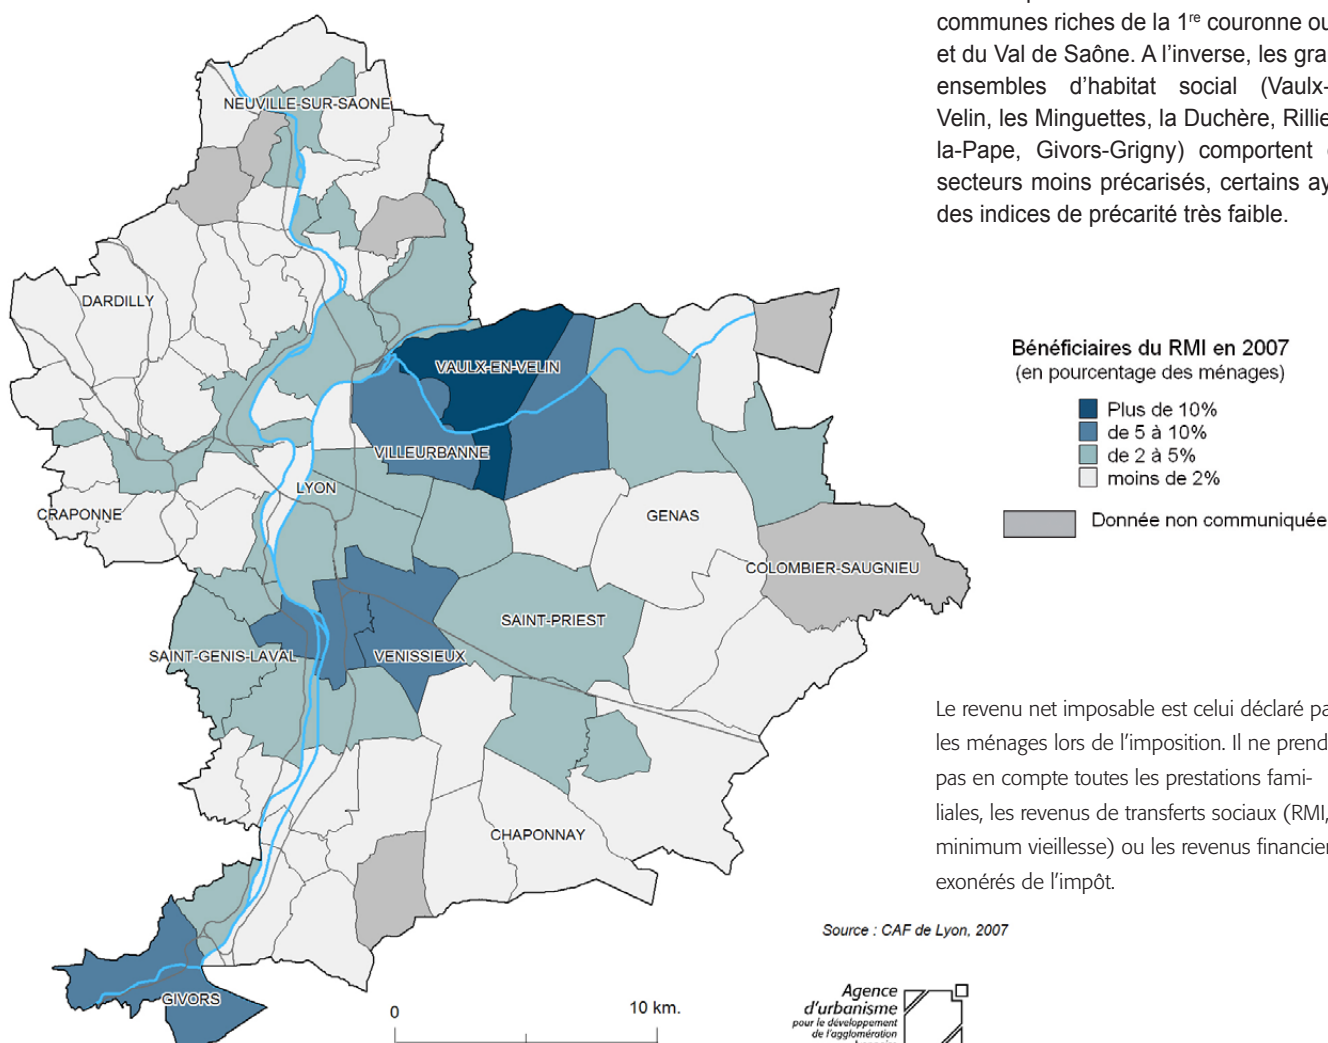 communes riches de la 1re couronne ou
et du Val de Saône. A l'inverse, les gra
ensembles d'habitat social (Vaulx-
Velin, les Minguettes, la Duchère, Rillie
la-Pape, Givors-Grigny) comportent
secteurs moins précarisés, certains ay
des indices de précarité très faible.
NEUVILLE-SUR-SAONE
DARDILLY
VAULX-EN-VELIN
VILLEURBANNE
LYON
CRAPONNE
GENAS
COLOMBIER-SAUGNIEU
SAINT-PRIEST
SAINT-GENIS-LAVAL
VENISSIEUX
CHAPONNAY
GIVORS
Bénéficiaires du RMI en 2007
(en pourcentage des ménages)
Plus de 10%
de 5 à 10%
de 2 à 5%
moins de 2%
Donnée non communiquée
Le revenu net imposable est celui déclaré pa
les ménages lors de l'imposition. Il ne prend
pas en compte toutes les prestations fami-
liales, les revenus de transferts sociaux (RMI,
minimum vieillesse) ou les revenus financier
exonérés de l'impôt.
Source : CAF de Lyon, 2007
0 10 km.
Agence
d'urbanisme
pour le développement
de l'agglomération